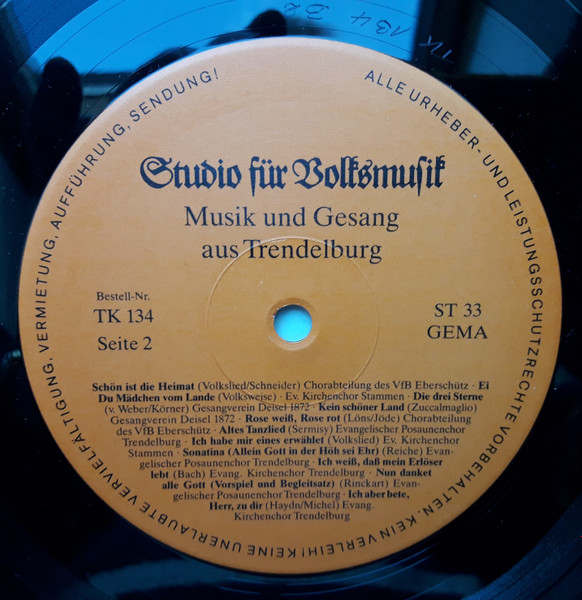 TK 134 BK
ALLE URHEBER- UND LEISTUNGSSCHUTZRECHTE VORBEHALTEN. KEIN VERLEIH! KEINE UNERLAUBTE VERVIELFÄLTIGUNG, VERMIETUNG, AUFFÜHRUNG, SENDUNG!
Studio für Volksmusik
Musik und Gesang
aus Trendelburg
Bestell-Nr.
TK 134
Seite 2
ST 33
GEMA
Schön ist die Heimat (Volkslied/Schneider) Chorabteilung des VfB Eberschütz · Ei
Du Mädchen vom Lande (Volksweise) · Ev. Kirchenchor Stammen · Die drei Sterne
(v. Weber/Körner) Gesangverein Deisel 1872 · Kein schöner Land (Zuccalmaglio)
Gesangverein Deisel 1872 · Rose weiß, Rose rot (Löns/Jöde) Chorabteilung
des VfB Eberschütz · Altes Tanzlied (Sermisy) Evangelischer Posaunenchor
Trendelburg · Ich habe mir eines erwählet (Volkslied) Ev. Kirchenchor
Stammen · Sonatina (Allein Gott in der Höh sei Ehr) (Reiche) Evan-
gelischer Posaunenchor Trendelburg · Ich weiß, daß mein Erlöser
lebt (Bach) Evang. Kirchenchor Trendelburg · Nun danket
alle Gott (Vorspiel und Begleitsatz) (Rinckart) Evan-
gelischer Posaunenchor Trendelburg · Ich aber bete,
Herr, zu dir (Haydn/Michel) Evang.
Kirchenchor Trendelburg